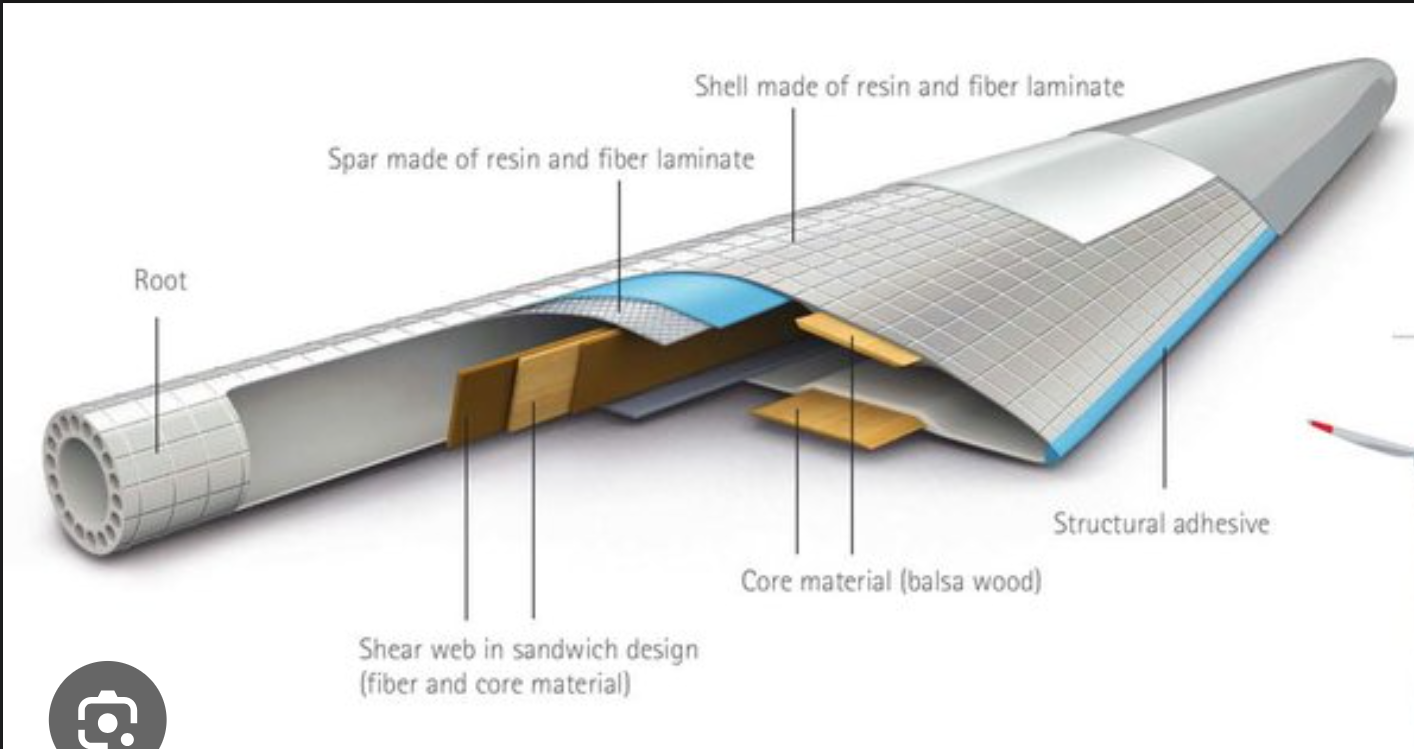 Shell made of resin and fiber laminate
Spar made of resin and fiber laminate
Root
Structural adhesive
Core material (balsa wood)
Shear web in sandwich design
(fiber and core material)